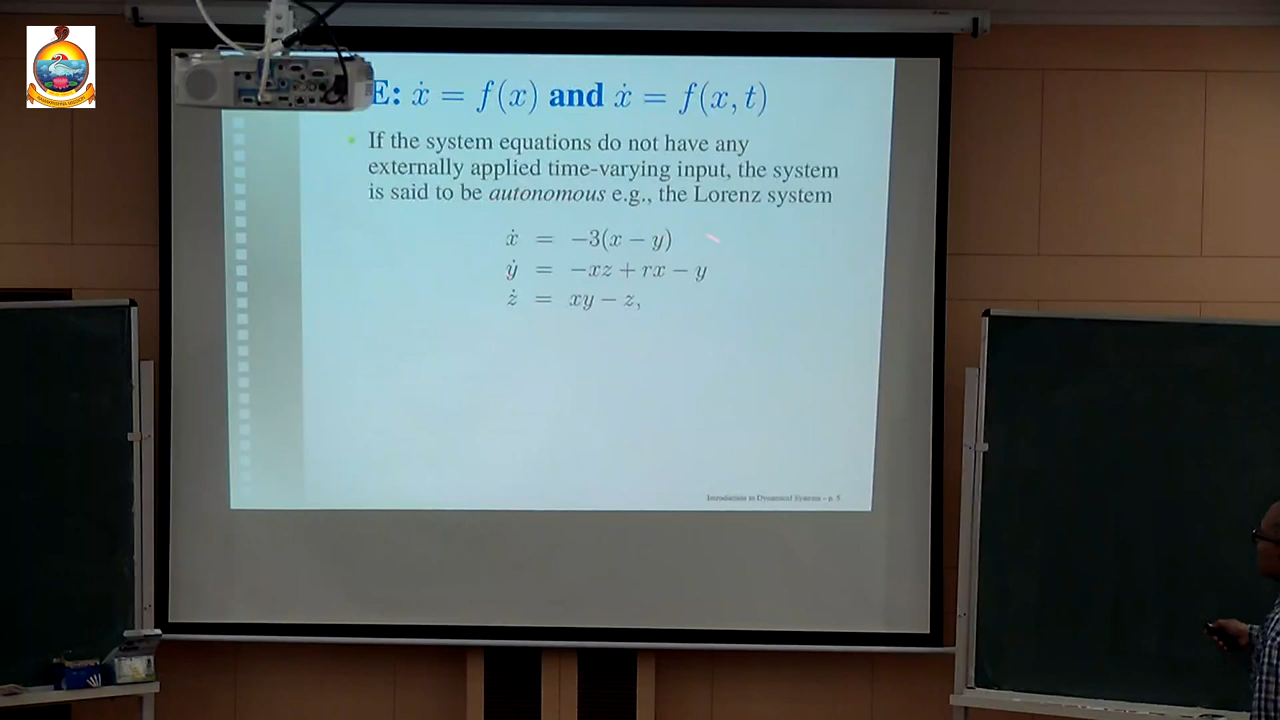 E: ẋ = f(x) and ẋ = f(x, t)
If the system equations do not have any
externally applied time-varying input, the system
is said to be autonomous e.g., the Lorenz system
ẋ = −3(x − y)
ẏ = −xz + rx − y
ż = xy − z,
Introduction to Dynamical Systems – p. 5